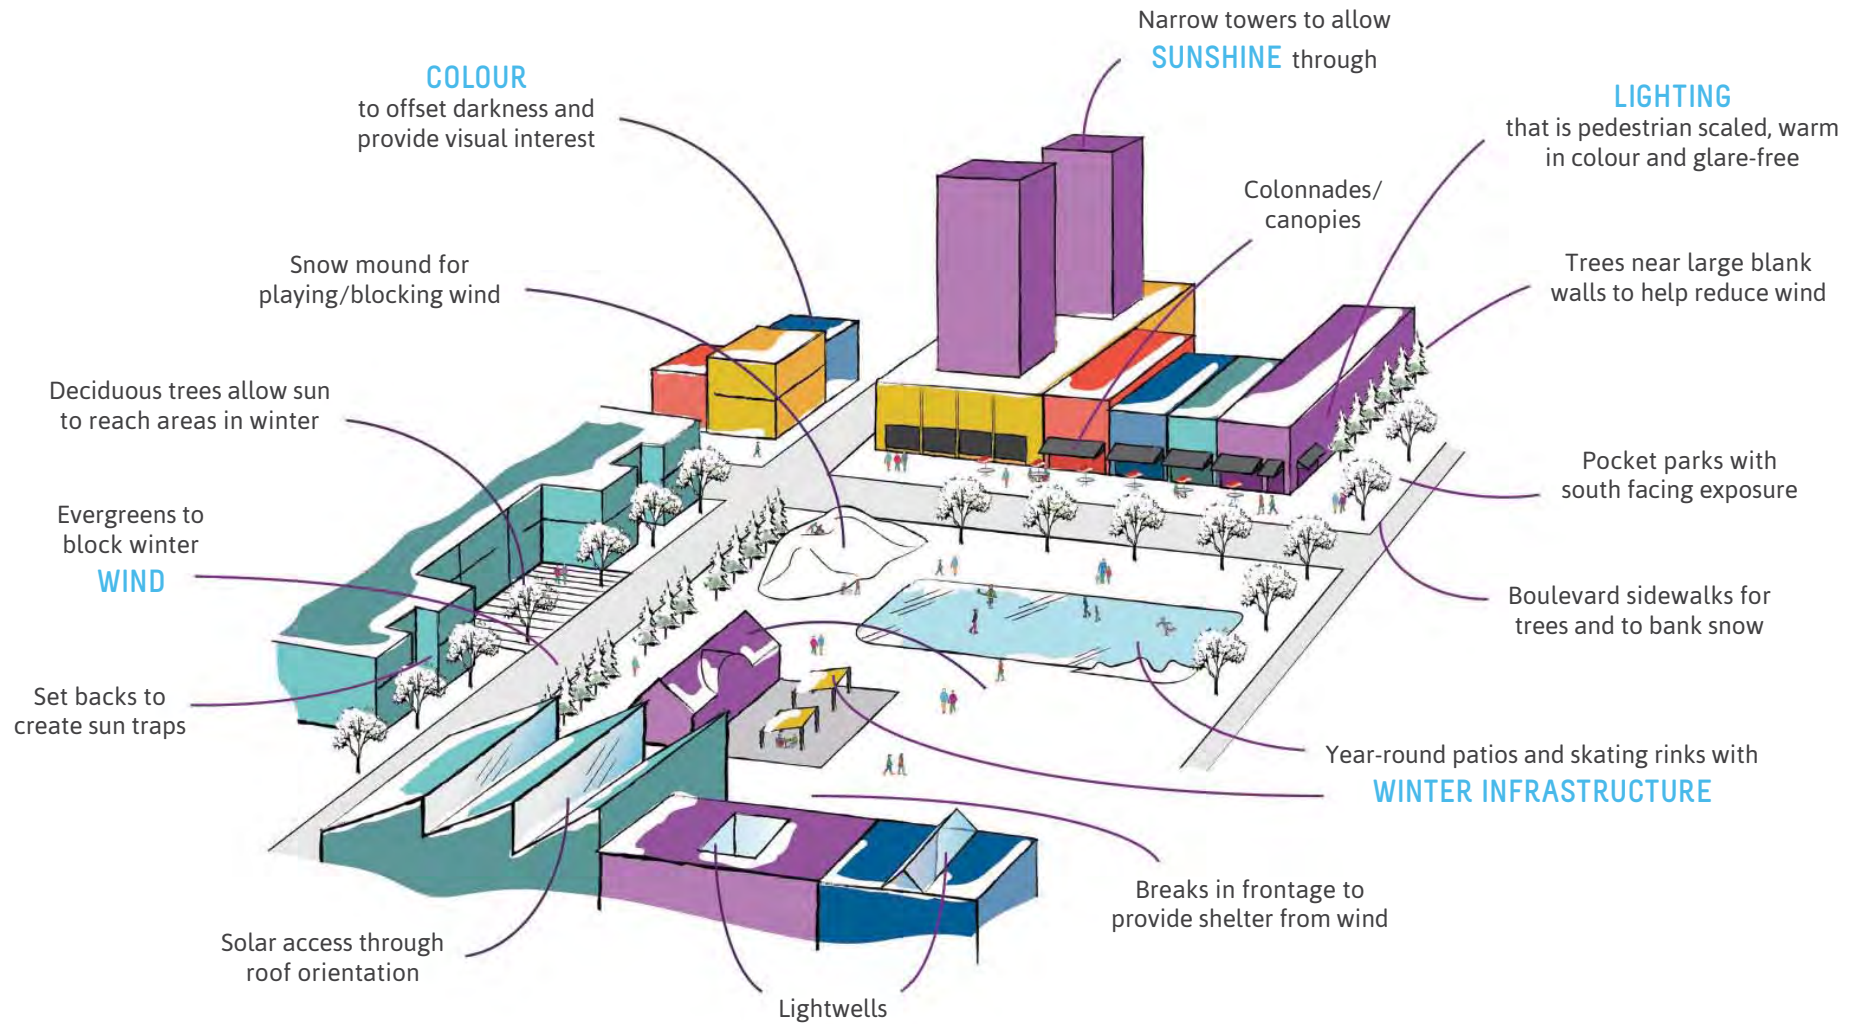 Narrow towers to allow
SUNSHINE through
COLOUR
to offset darkness and
provide visual interest
LIGHTING
that is pedestrian scaled, warm
in colour and glare-free
Colonnades/
canopies
Snow mound for
playing/blocking wind
Trees near large blank
walls to help reduce wind
Deciduous trees allow sun
to reach areas in winter
Pocket parks with
south facing exposure
Evergreens to
block winter
WIND
Boulevard sidewalks for
trees and to bank snow
Set backs to
create sun traps
Year-round patios and skating rinks with
WINTER INFRASTRUCTURE
Breaks in frontage to
provide shelter from wind
Solar access through
roof orientation
Lightwells